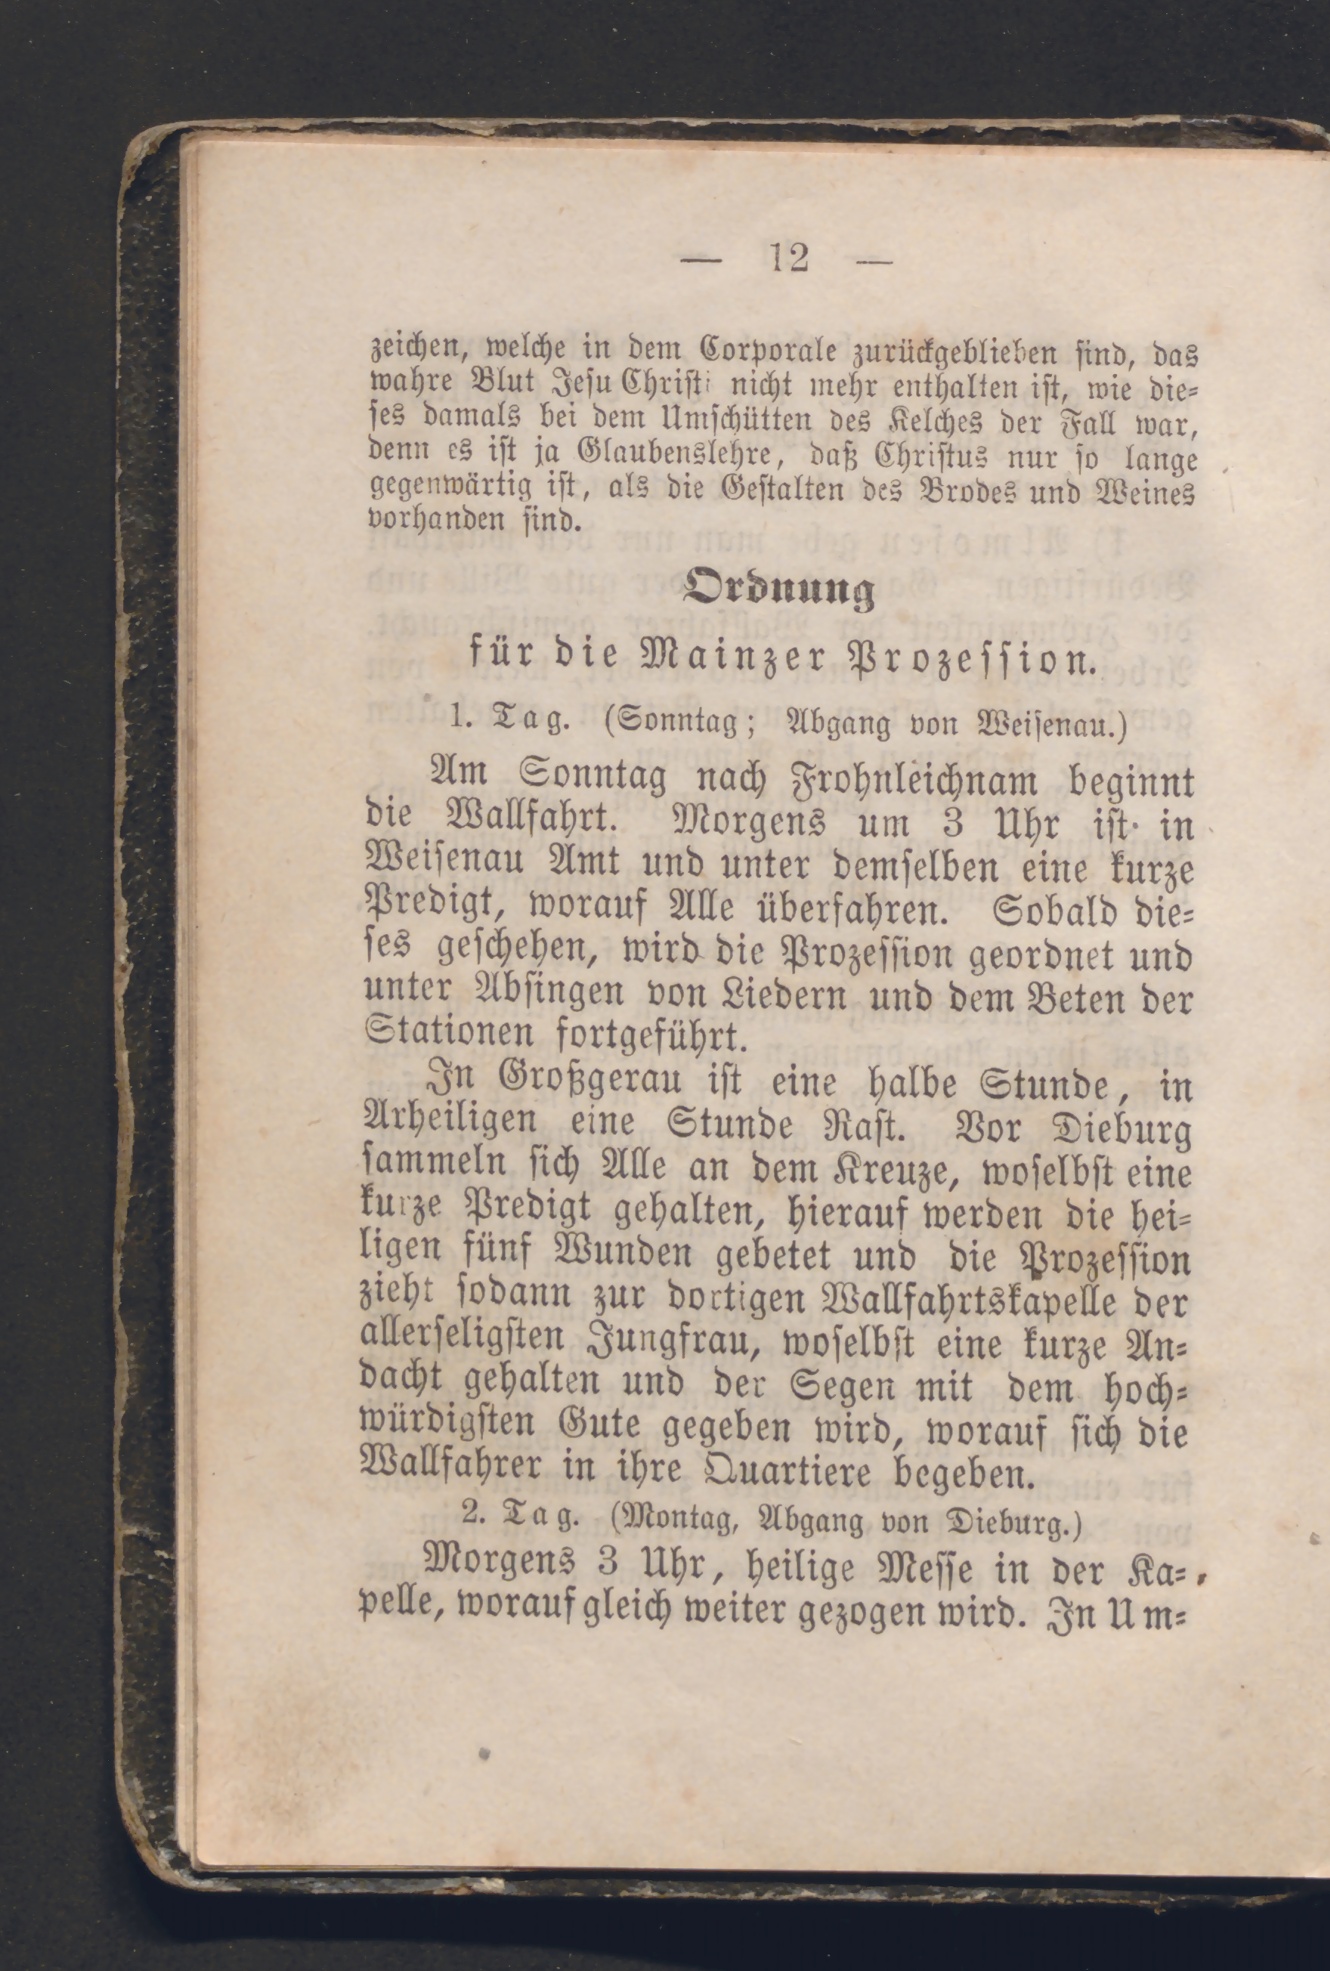 — 12 —
zeichen, welche in dem Corporale zurückgeblieben sind, das
wahre Blut Jesu Christi nicht mehr enthalten ist, wie die-
ses damals bei dem Umschütten des Kelches der Fall war,
denn es ist ja Glaubenslehre, daß Christus nur so lange
gegenwärtig ist, als die Gestalten des Brodes und Weines
vorhanden sind.
Ordnung
für die Mainzer Prozession.
1. Tag. (Sonntag; Abgang von Weisenau.)
Am Sonntag nach Frohnleichnam beginnt
die Wallfahrt. Morgens um 3 Uhr ist in
Weisenau Amt und unter demselben eine kurze
Predigt, worauf Alle überfahren. Sobald die-
ses geschehen, wird die Prozession geordnet und
unter Absingen von Liedern und dem Beten der
Stationen fortgeführt.
In Großgerau ist eine halbe Stunde, in
Arheiligen eine Stunde Rast. Vor Dieburg
sammeln sich Alle an dem Kreuze, woselbst eine
kurze Predigt gehalten, hierauf werden die hei-
ligen fünf Wunden gebetet und die Prozession
zieht sodann zur dortigen Wallfahrtskapelle der
allerseligsten Jungfrau, woselbst eine kurze An-
dacht gehalten und der Segen mit dem hoch-
würdigsten Gute gegeben wird, worauf sich die
Wallfahrer in ihre Quartiere begeben.
2. Tag. (Montag, Abgang von Dieburg.)
Morgens 3 Uhr, heilige Messe in der Ka-
pelle, worauf gleich weiter gezogen wird. In Um-